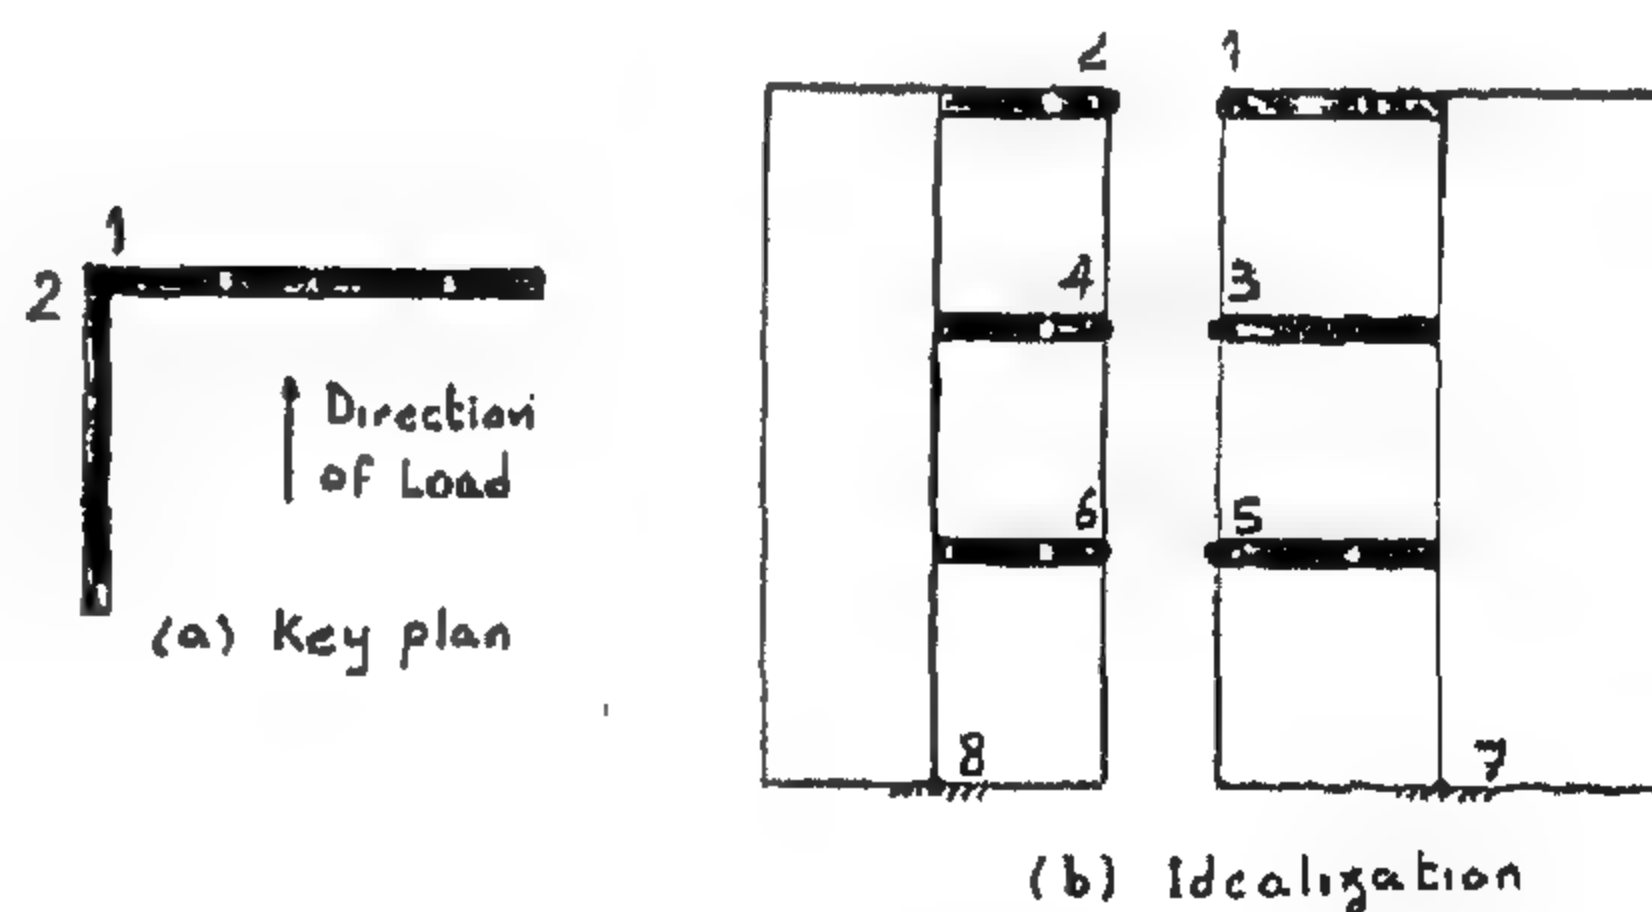 2 1
1
2
4 3
Direction
of Load
6 5
(a) Key plan
8 7
(b) Idealization